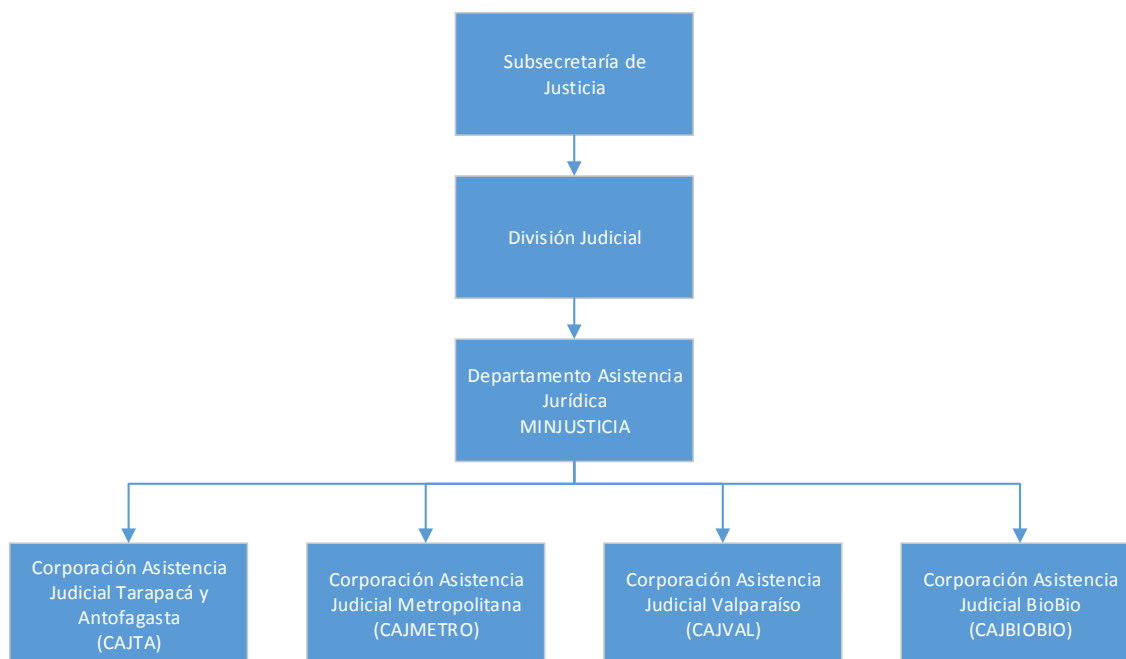 Subsecretaría de
Justicia
División Judicial
Departamento Asistencia
Jurídica
MINJUSTICIA
Corporación Asistencia
Judicial Tarapacá y
Antofagasta
(CAJTA)
Corporación Asistencia
Judicial Metropolitana
(CAJMETRO)
Corporación Asistencia
Judicial Valparaíso
(CAJVAL)
Corporación Asistencia
Judicial BioBio
(CAJBIOBIO)